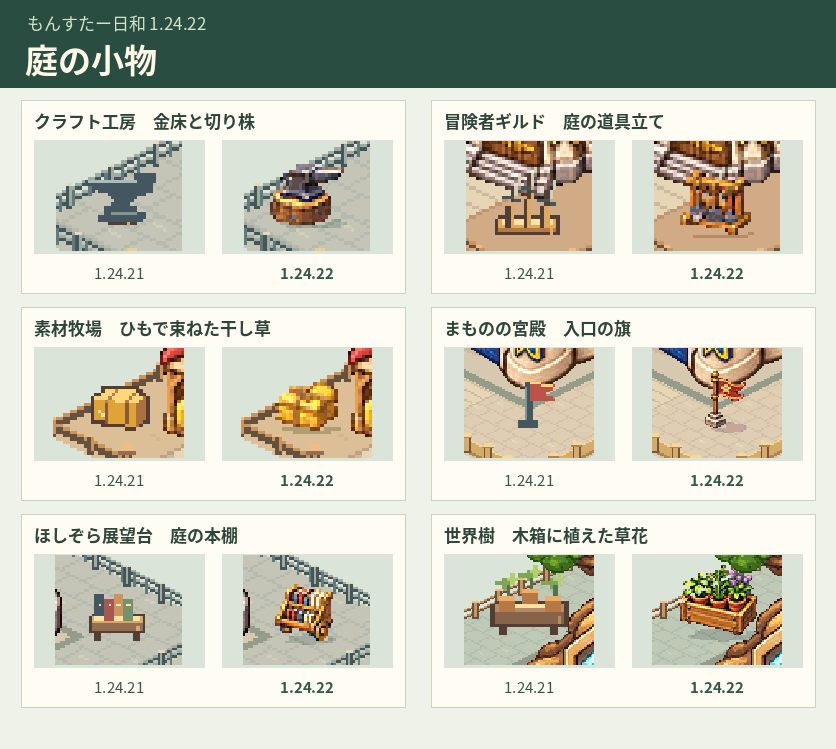 もんすたー日和 1.24.22
庭の小物
クラフト工房　金床と切り株
1.24.21
1.24.22
冒険者ギルド　庭の道具立て
1.24.21
1.24.22
素材牧場　ひもで束ねた干し草
1.24.21
1.24.22
まものの宮殿　入口の旗
1.24.21
1.24.22
ほしぞら展望台　庭の本棚
1.24.21
1.24.22
世界樹　木箱に植えた草花
1.24.21
1.24.22